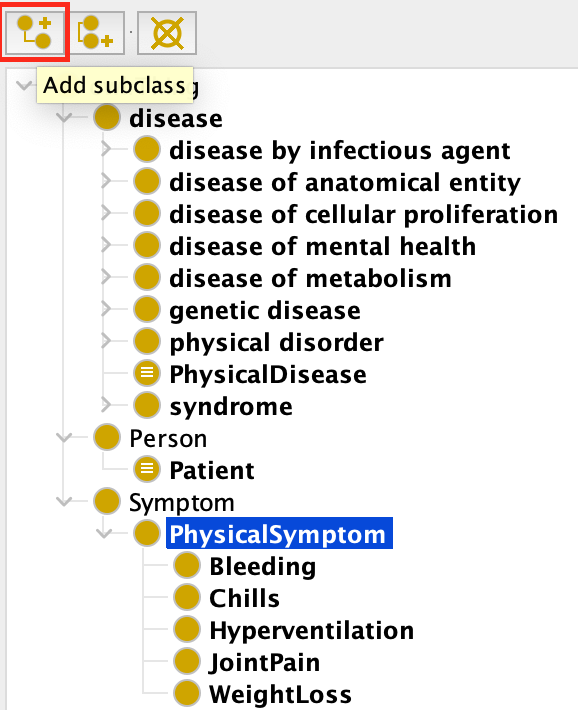 Add subclass
disease
disease by infectious agent
disease of anatomical entity
disease of cellular proliferation
disease of mental health
disease of metabolism
genetic disease
physical disorder
PhysicalDisease
syndrome
Person
Patient
Symptom
PhysicalSymptom
Bleeding
Chills
Hyperventilation
JointPain
WeightLoss